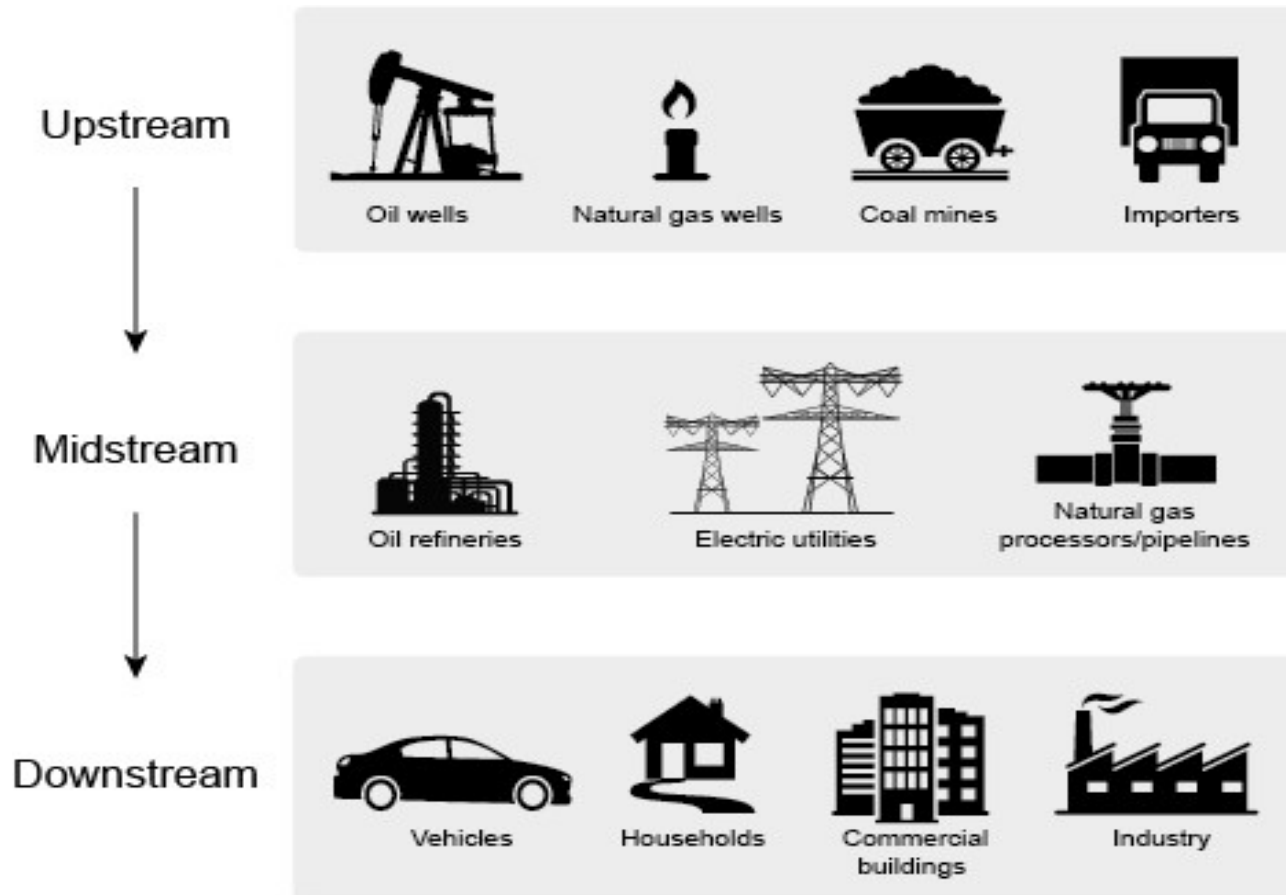 Upstream
Oil wells
Natural gas wells
Coal mines
Importers
Midstream
Oil refineries
Electric utilities
Natural gas
processors/pipelines
Downstream
Vehicles
Households
Commercial
buildings
Industry